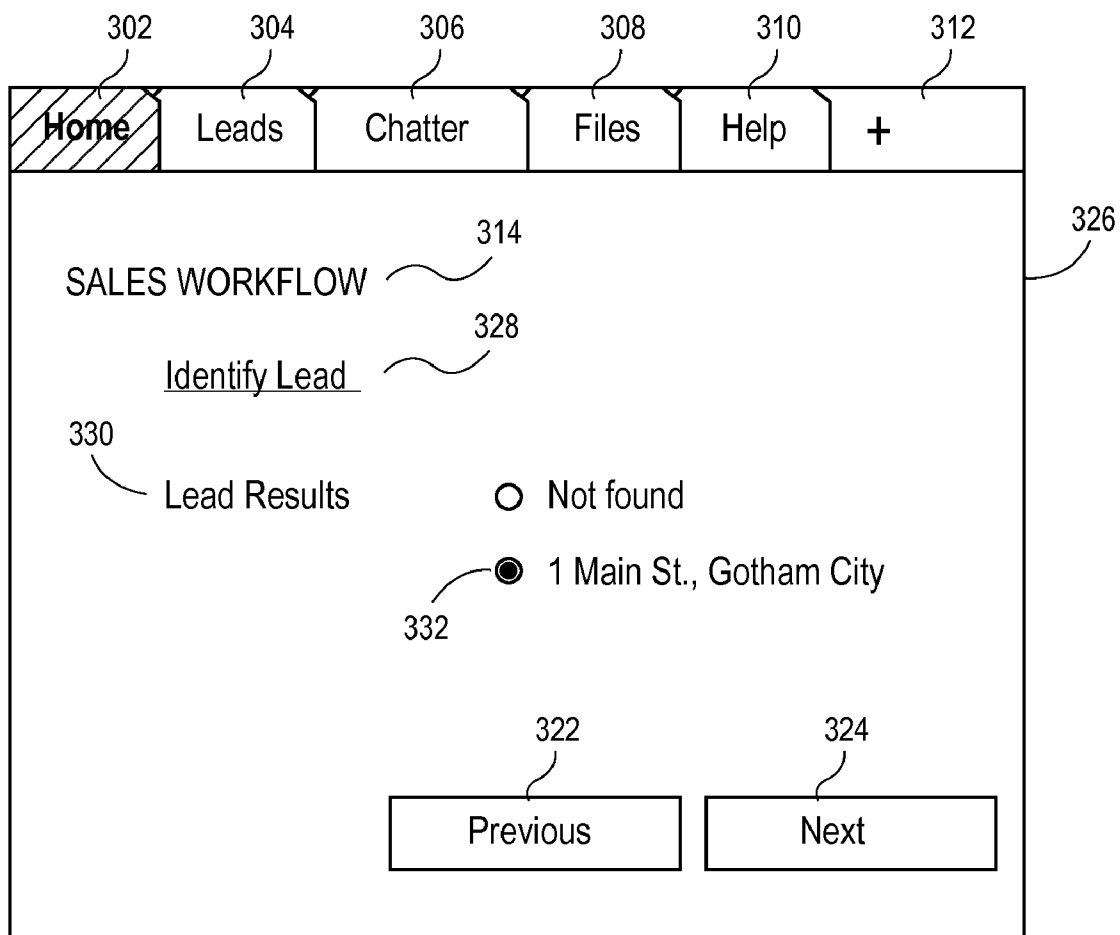 302 304 306 308 310 312
Home Leads Chatter Files Help +
326
314
SALES WORKFLOW
328
Identify Lead
330
Lead Results Not found
1 Main St., Gotham City
332
322 324
Previous Next